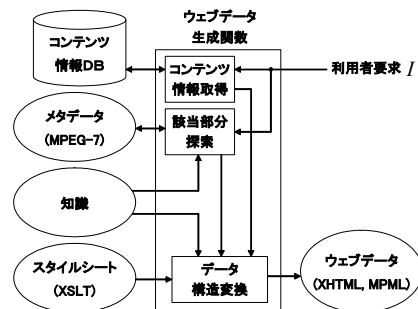 ウェブデータ
生成関数
コンテンツ
情報DB
コンテンツ
情報取得
利用者要求 I
メタデータ
(MPEG-7)
該当部分
探索
知識
スタイルシート
(XSLT)
データ
構造変換
ウェブデータ
(XHTML, MPML)